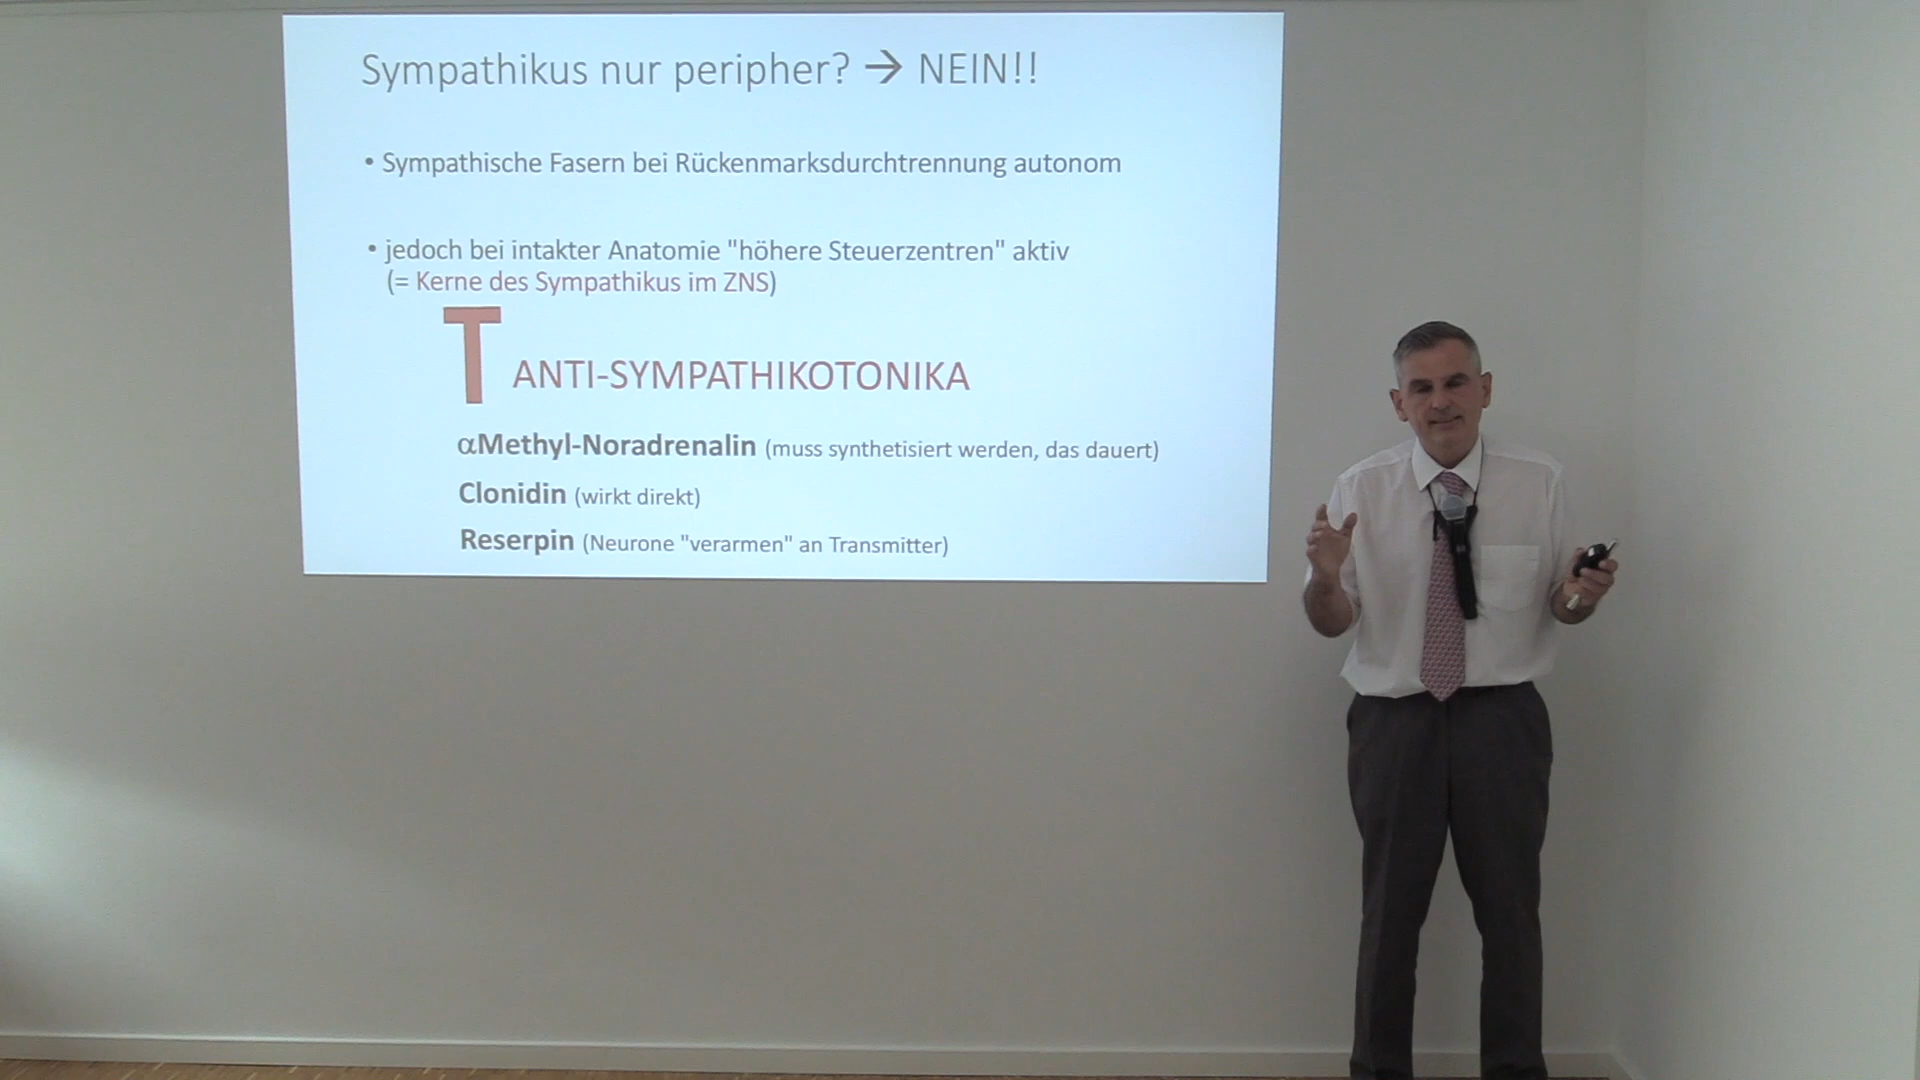 Sympathikus nur peripher? → NEIN!!
• Sympathische Fasern bei Rückenmarksdurchtrennung autonom
• jedoch bei intakter Anatomie "höhere Steuerzentren" aktiv
(= Kerne des Sympathikus im ZNS)
T ANTI-SYMPATHIKOTONIKA
αMethyl-Noradrenalin (muss synthetisiert werden, das dauert)
Clonidin (wirkt direkt)
Reserpin (Neurone "verarmen" an Transmitter)